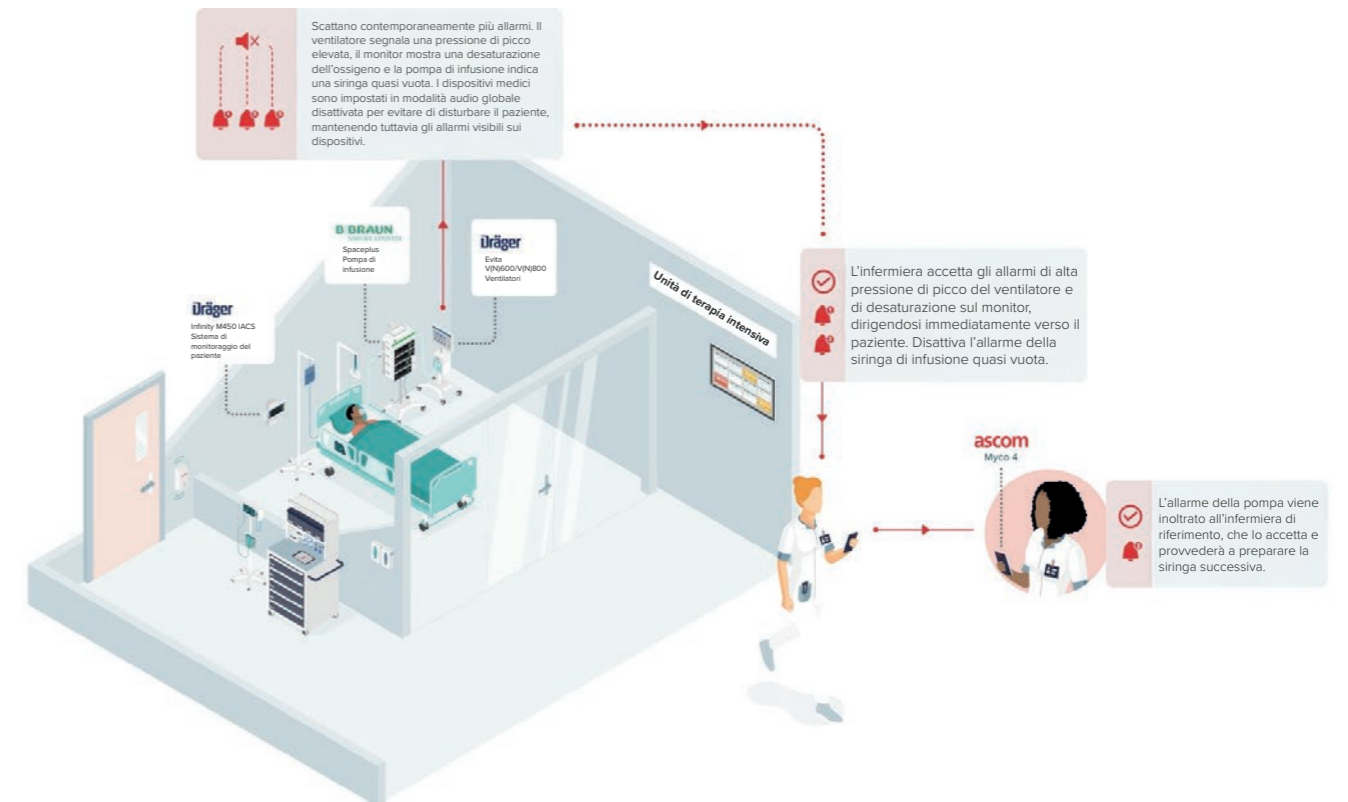 Scattano contemporaneamente più allarmi. Il
ventilatore segnala una pressione di picco
elevata, il monitor mostra una desaturazione
dell'ossigeno e la pompa di infusione indica
una siringa quasi vuota. I dispositivi medici
sono impostati in modalità audio globale
disattivata per evitare di disturbare il paziente,
mantenendo tuttavia gli allarmi visibili sui
dispositivi.
B BRAUN
Spaceplus
Pompa di
infusione
Dräger
Evita
V(N)600/V(N)800
Ventilatori
Dräger
Infinity M450 IACS
Sistema di
monitoraggio del
paziente
Unità di terapia intensiva
L'infermiera accetta gli allarmi di alta
pressione di picco del ventilatore e
di desaturazione sul monitor,
dirigendosi immediatamente verso il
paziente. Disattiva l'allarme della
siringa di infusione quasi vuota.
ascom
Myco 4
L'allarme della pompa viene
inoltrato all'infermiera di
riferimento, che lo accetta e
provvederà a preparare la
siringa successiva.